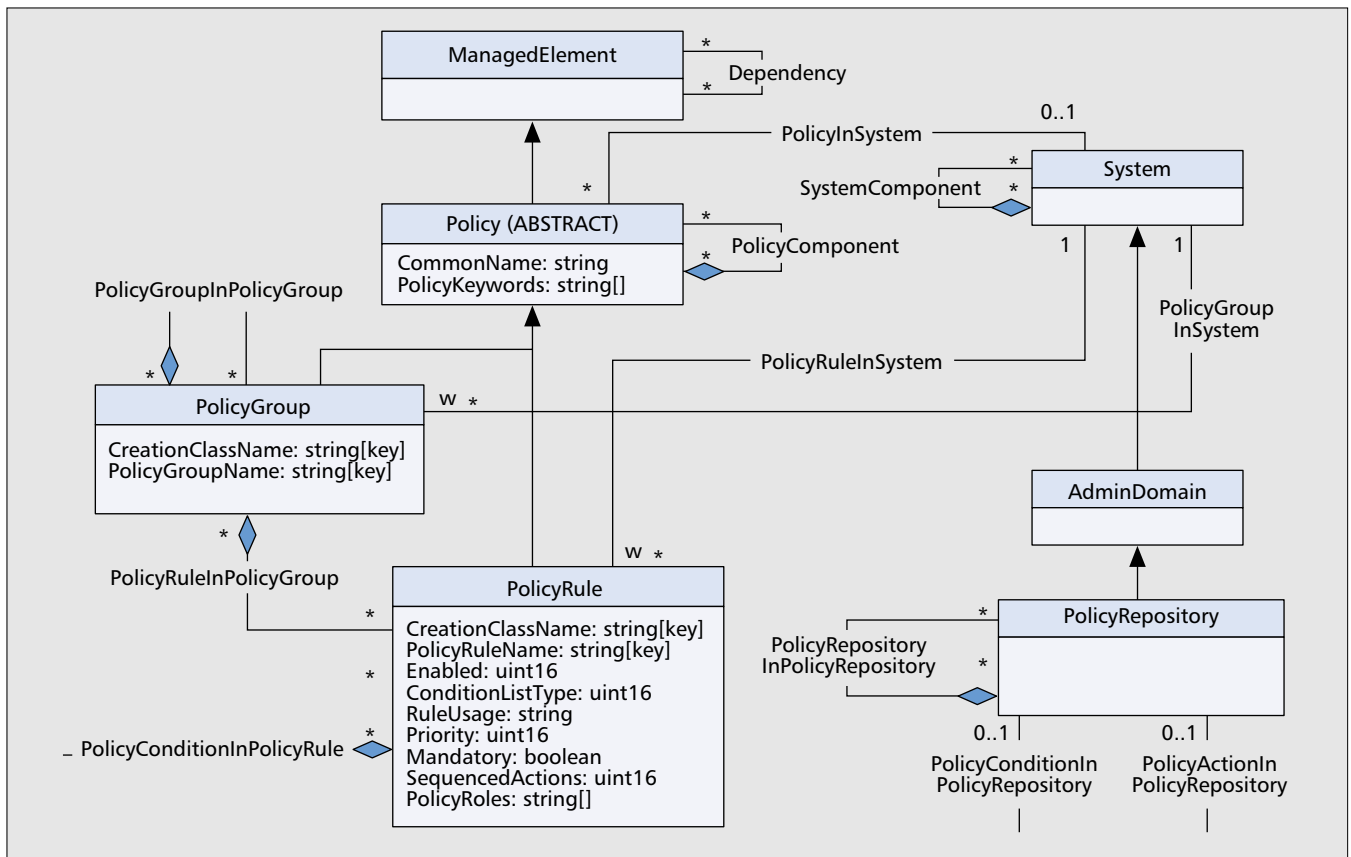 ManagedElement
*
Dependency
*
0..1
PolicyInSystem
*
System
*
SystemComponent
*
*
Policy (ABSTRACT)
*
PolicyComponent
*
1
1
CommonName: string
PolicyKeywords: string[]
PolicyGroupInPolicyGroup
PolicyGroup
InSystem
PolicyRuleInSystem
*
*
PolicyGroup
w *
CreationClassName: string[key]
PolicyGroupName: string[key]
AdminDomain
*
w *
PolicyRuleInPolicyGroup
PolicyRule
*
*
PolicyRepository
CreationClassName: string[key]
PolicyRuleName: string[key]
Enabled: uint16
ConditionListType: uint16
RuleUsage: string
Priority: uint16
Mandatory: boolean
SequencedActions: uint16
PolicyRoles: string[]
PolicyRepository
InPolicyRepository
*
*
*
_ PolicyConditionInPolicyRule
0..1
0..1
PolicyConditionIn
PolicyRepository
PolicyActionIn
PolicyRepository